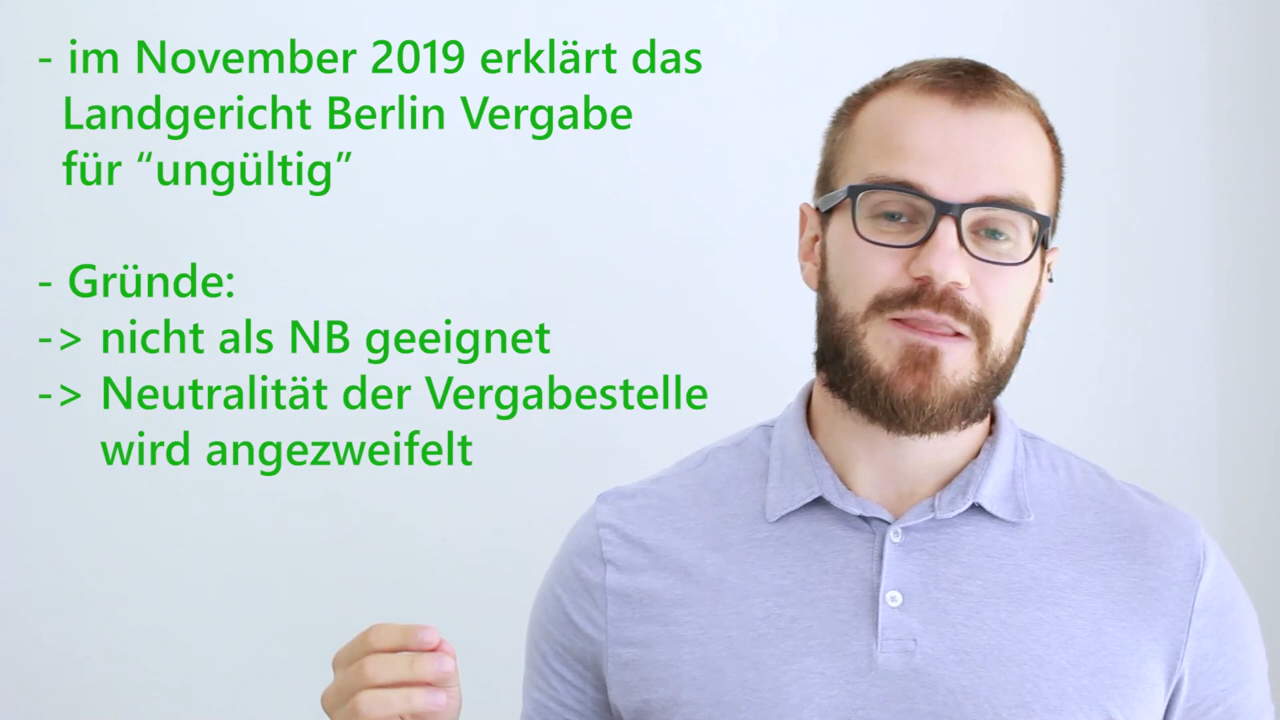 - im November 2019 erklärt das
Landgericht Berlin Vergabe
für “ungültig”
- Gründe:
-> nicht als NB geeignet
-> Neutralität der Vergabestelle
wird angezweifelt